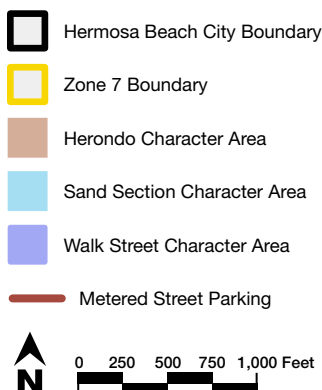 Hermosa Beach City Boundary
Zone 7 Boundary
Herondo Character Area
Sand Section Character Area
Walk Street Character Area
Metered Street Parking
N
0 250 500 750 1,000 Feet